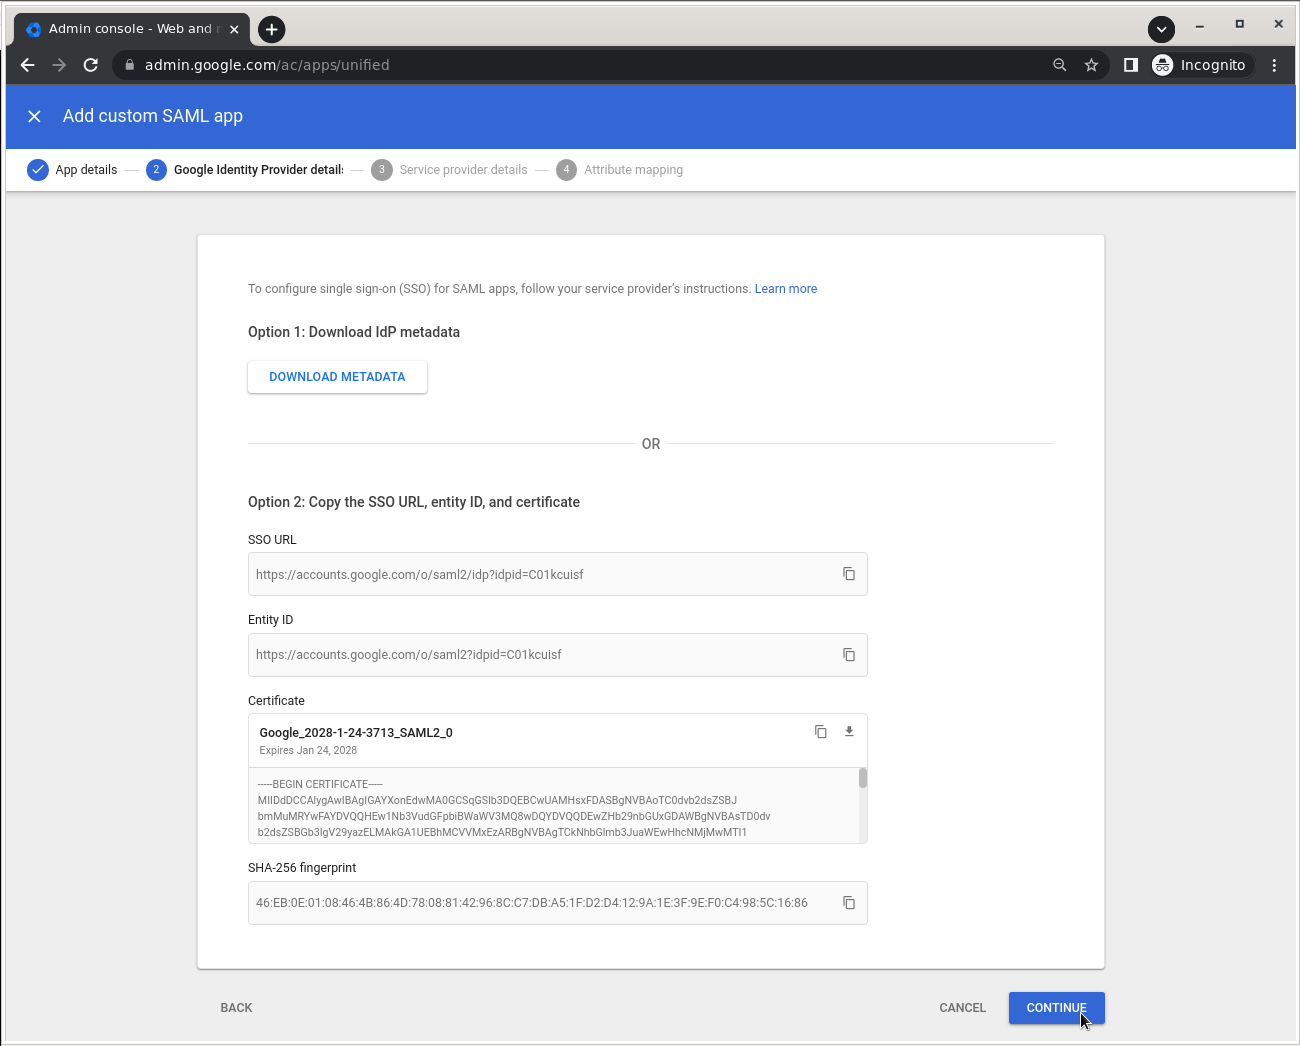 Admin console - Web and
admin.google.com/ac/apps/unified
Incognito
Add custom SAML app
App details
2
Google Identity Provider details
3
Service provider details
4
Attribute mapping
To configure single sign-on (SSO) for SAML apps, follow your service provider's instructions. Learn more
Option 1: Download IdP metadata
DOWNLOAD METADATA
OR
Option 2: Copy the SSO URL, entity ID, and certificate
SSO URL
https://accounts.google.com/o/saml2/idp?idpid=C01kcuisf
Entity ID
https://accounts.google.com/o/saml2?idpid=C01kcuisf
Certificate
Google_2028-1-24-3713_SAML2_0
Expires Jan 24, 2028
-----BEGIN CERTIFICATE-----
MIIDdDCCAlygAwIBAgIGAYXonEdwMA0GCSqGSIb3DQEBCwUAMHsxFDASBgNVBAoTC0dvb2dsZSBJ
bmMuMRYwFAYDVQQHEw1Nb3VudGFpbiBWaWV3MQ8wDQYDVQQDEwZHb29nbGUxGDAWBgNVBAsTD0dv
b2dsZSBGb3IgV29yazELMAkGA1UEBhMCVVMxEzARBgNVBAgTCkNhbGlmb3JuaWEwHhcNMjMwMTI1
SHA-256 fingerprint
46:EB:0E:01:08:46:4B:86:4D:78:08:81:42:96:8C:C7:DB:A5:1F:D2:D4:12:9A:1E:3F:9E:F0:C4:98:5C:16:86
BACK
CANCEL
CONTINUE